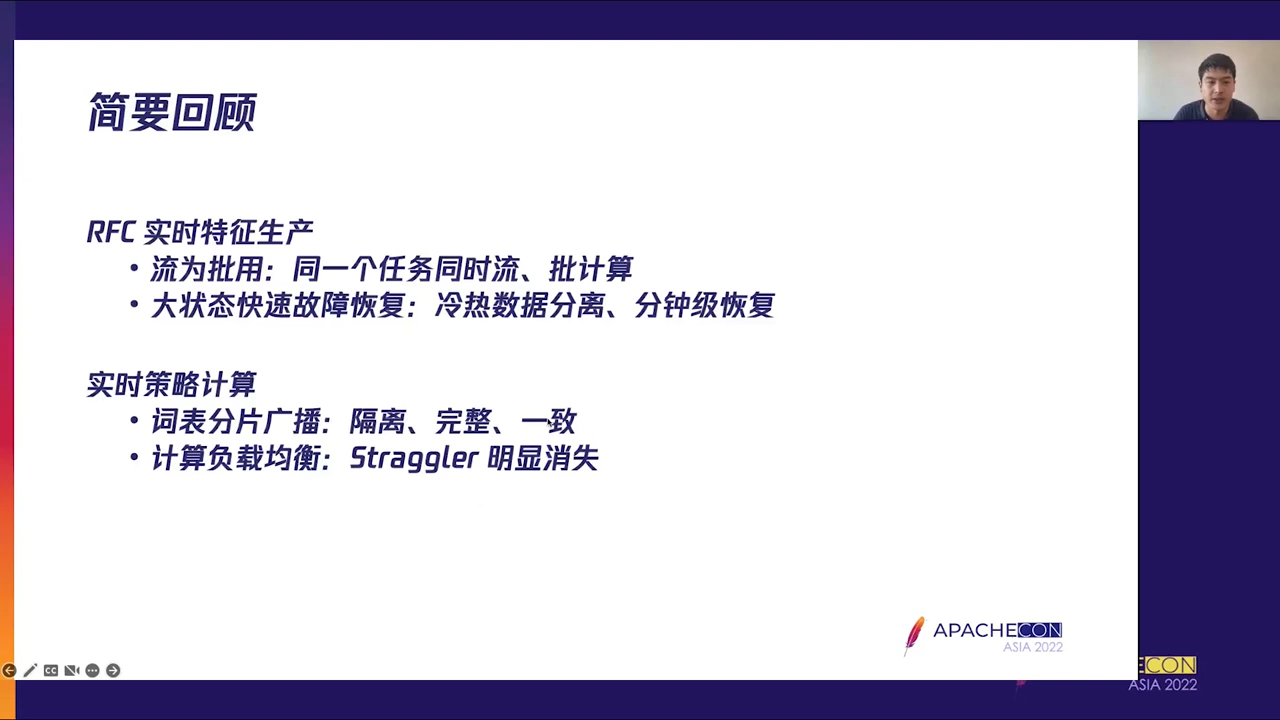 简要回顾
RFC 实时特征生产
• 流为批用：同一个任务同时流、批计算
• 大状态快速故障恢复：冷热数据分离、分钟级恢复
实时策略计算
• 词表分片广播：隔离、完整、一致
• 计算负载均衡：Straggler 明显消失
APACHECON
ASIA 2022
CC
ECON
ASIA 2022